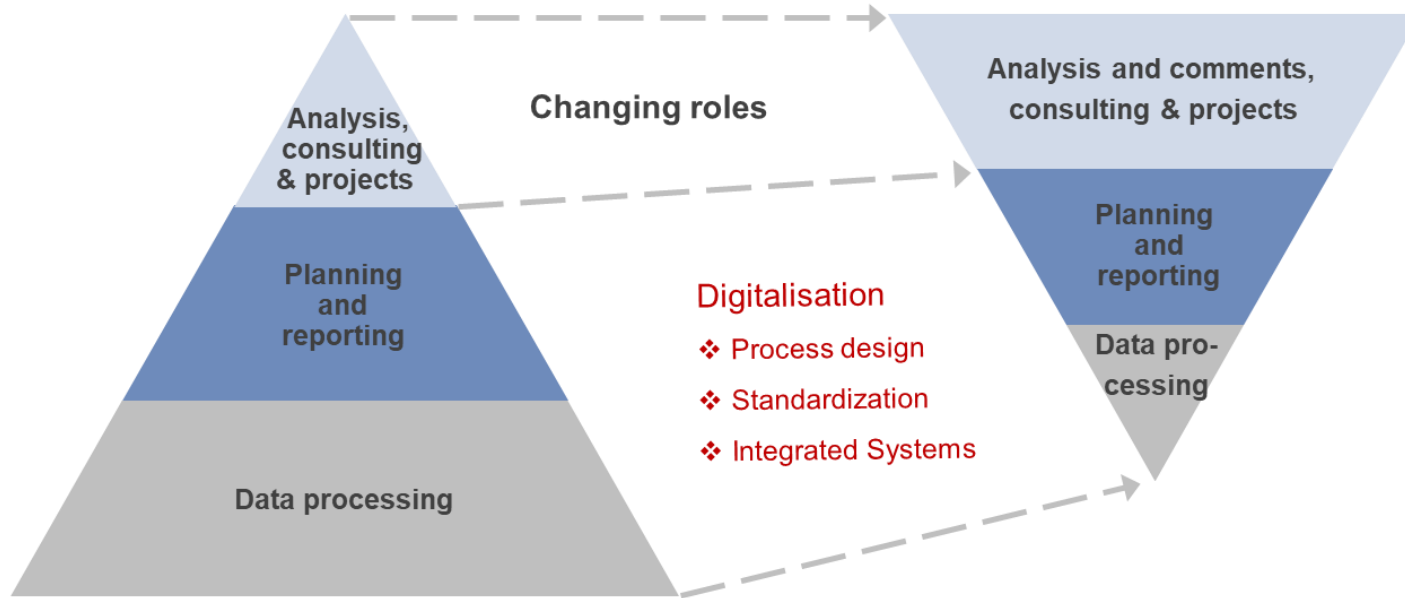 Analysis,
consulting
& projects
Planning
and
reporting
Data processing
Changing roles
Digitalisation
❖ Process design
❖ Standardization
❖ Integrated Systems
Analysis and comments,
consulting & projects
Planning
and
reporting
Data pro-
cessing